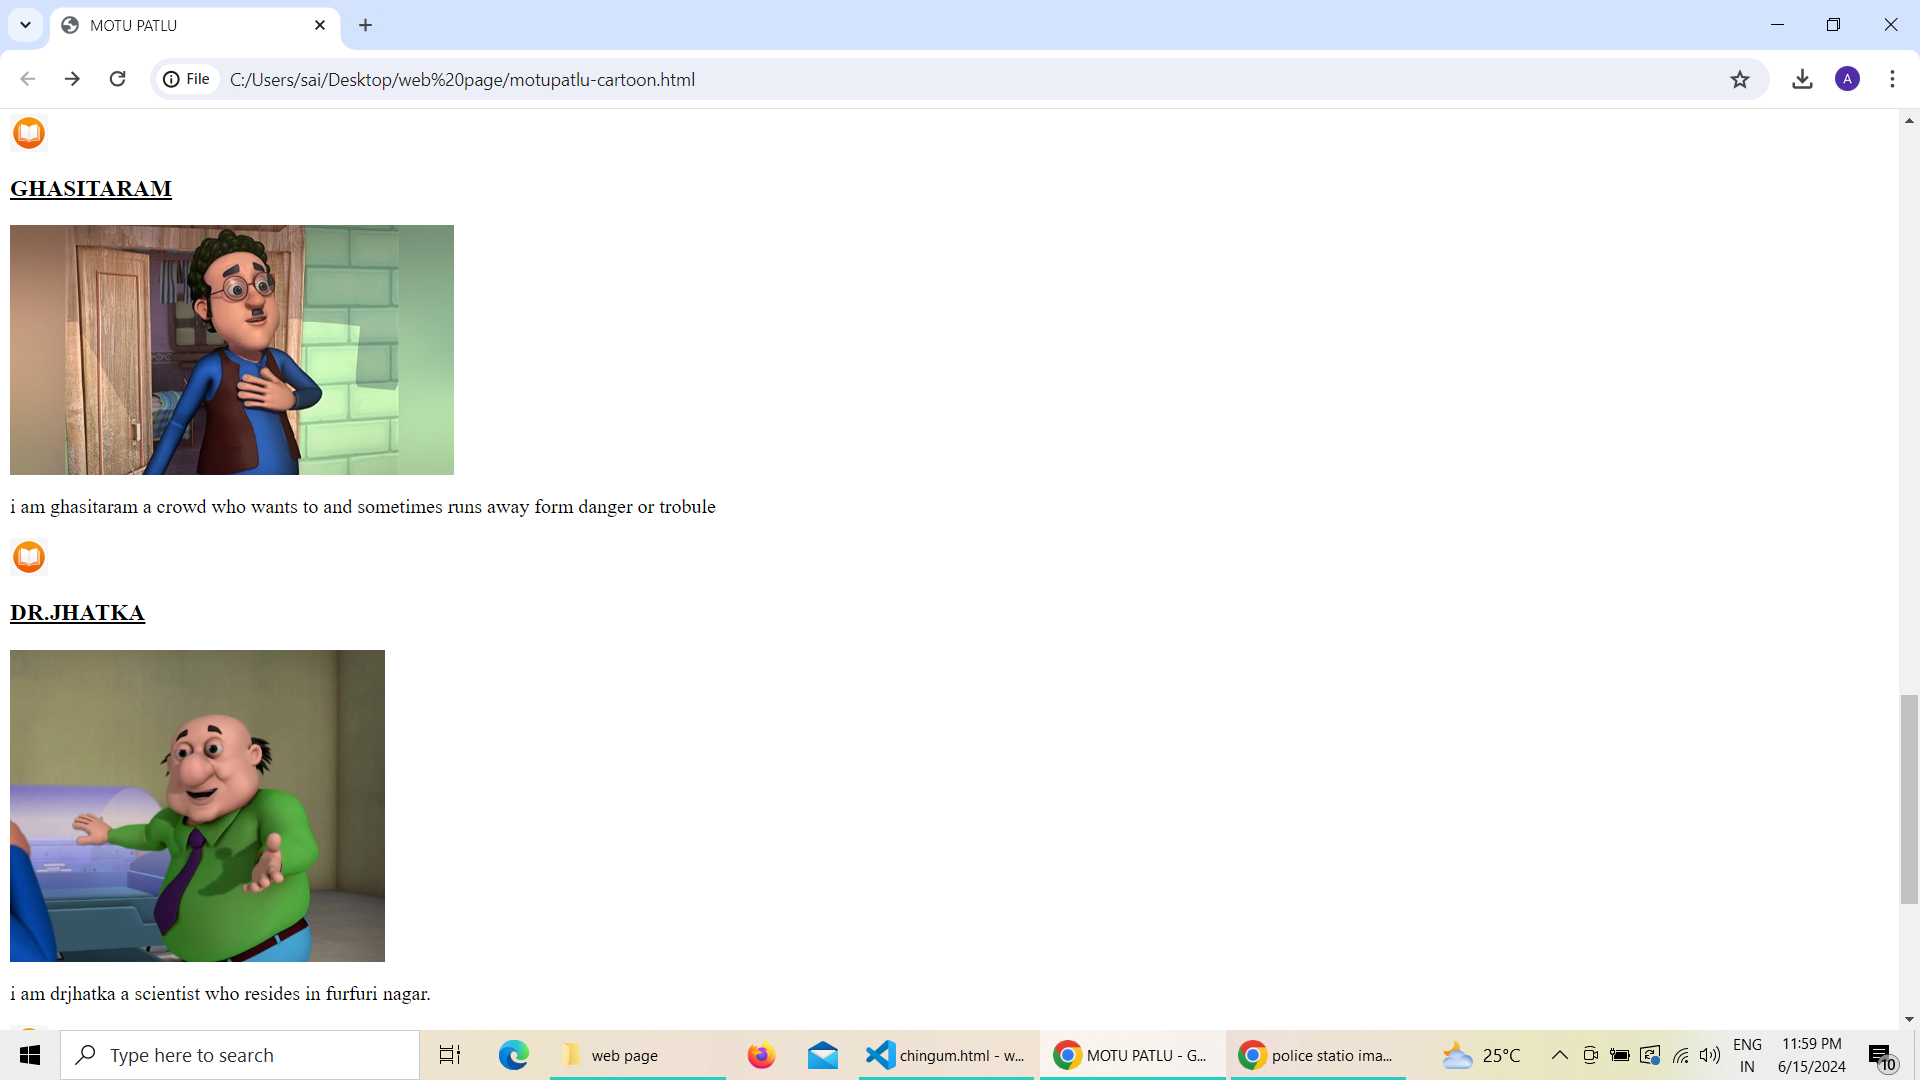 MOTU PATLU
File
C:/Users/sai/Desktop/web%20page/motupatlu-cartoon.html
A
GHASITARAM
i am ghasitaram a crowd who wants to and sometimes runs away form danger or trobule
DR.JHATKA
i am drjhatka a scientist who resides in furfuri nagar.
Type here to search
web page
chingum.html - w...
MOTU PATLU - G...
police statio ima...
25°C
ENG
IN
11:59 PM
6/15/2024
10